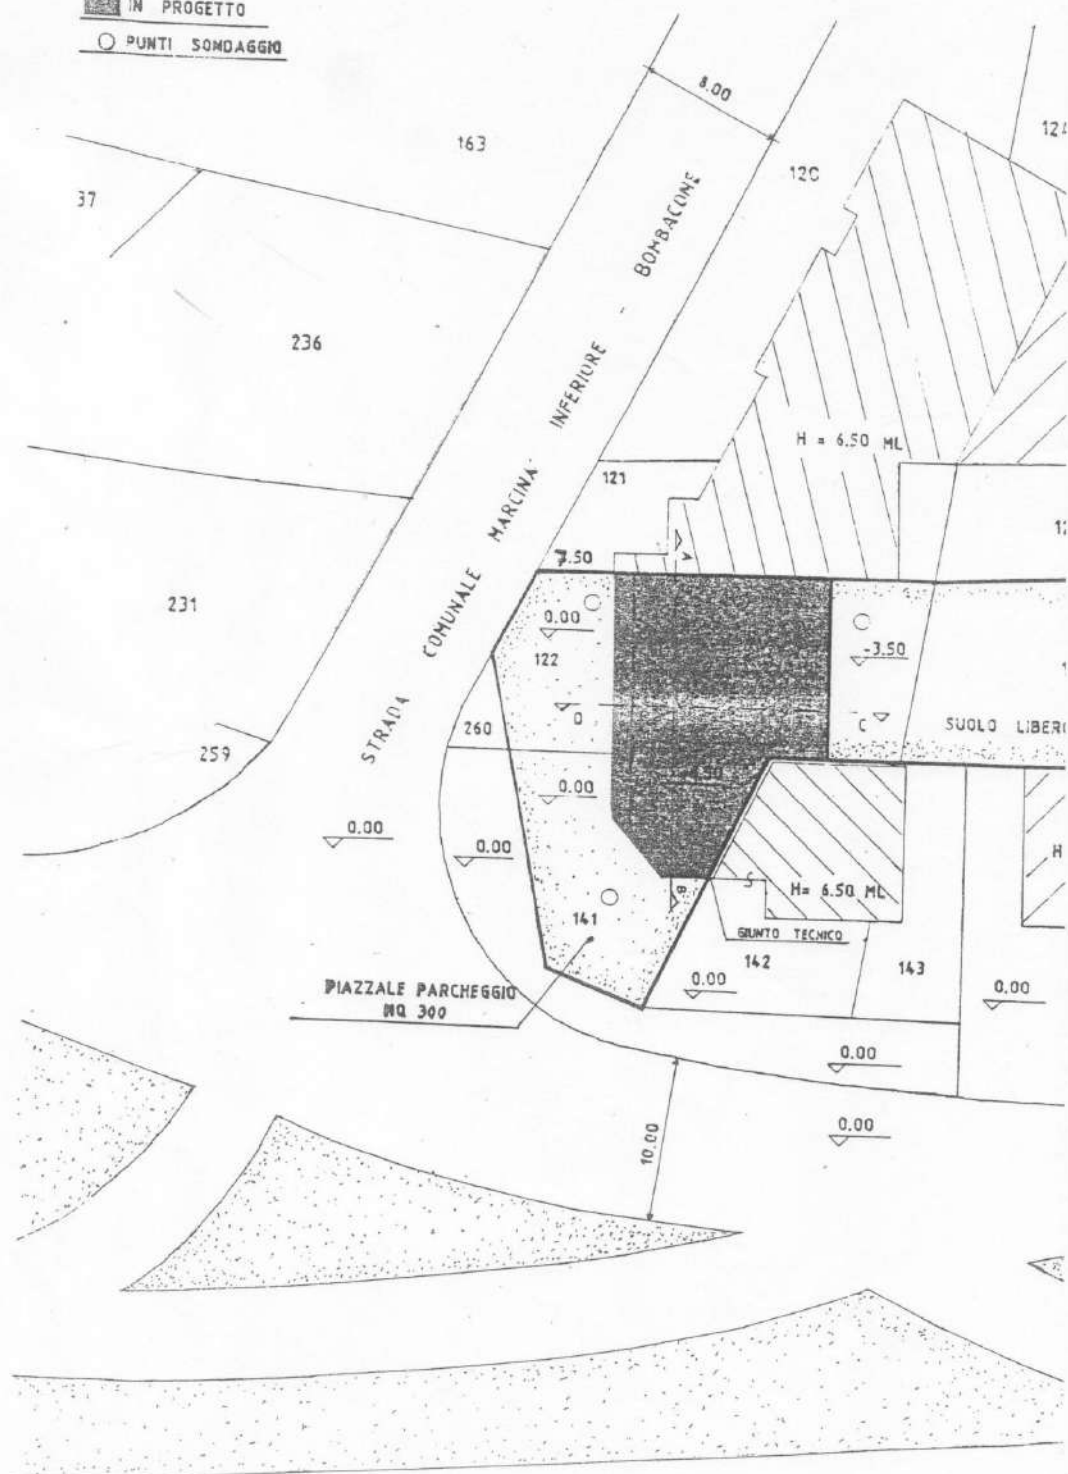 IN PROGETTO
PUNTI SONDAGGIO
8.00
163
120
37
STRADA COMUNALE MARCINA INFERIORE - BOMBACONE
236
H = 6.50 ML
121
A
7.50
231
0.00
122
-3.50
D
C
SUOLO LIBER
260
259
0.00
0.00
0.00
B
H= 6.50 ML
H
141
GIUNTO TECNICO
142
143
PIAZZALE PARCHEGGIO
MQ 300
0.00
0.00
0.00
0.00
10.00